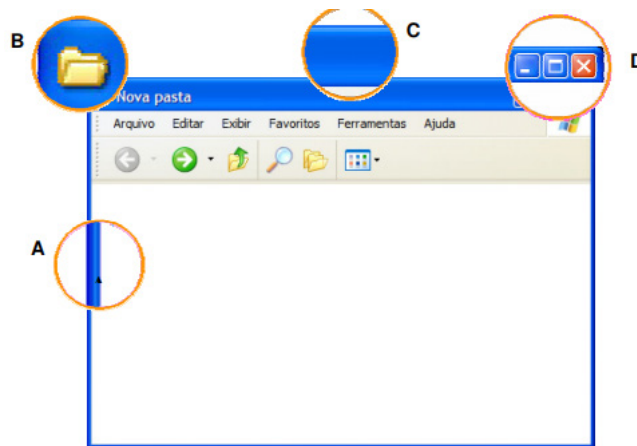 B
C
D
Nova pasta
Arquivo Editar Exibir Favoritos Ferramentas Ajuda
A